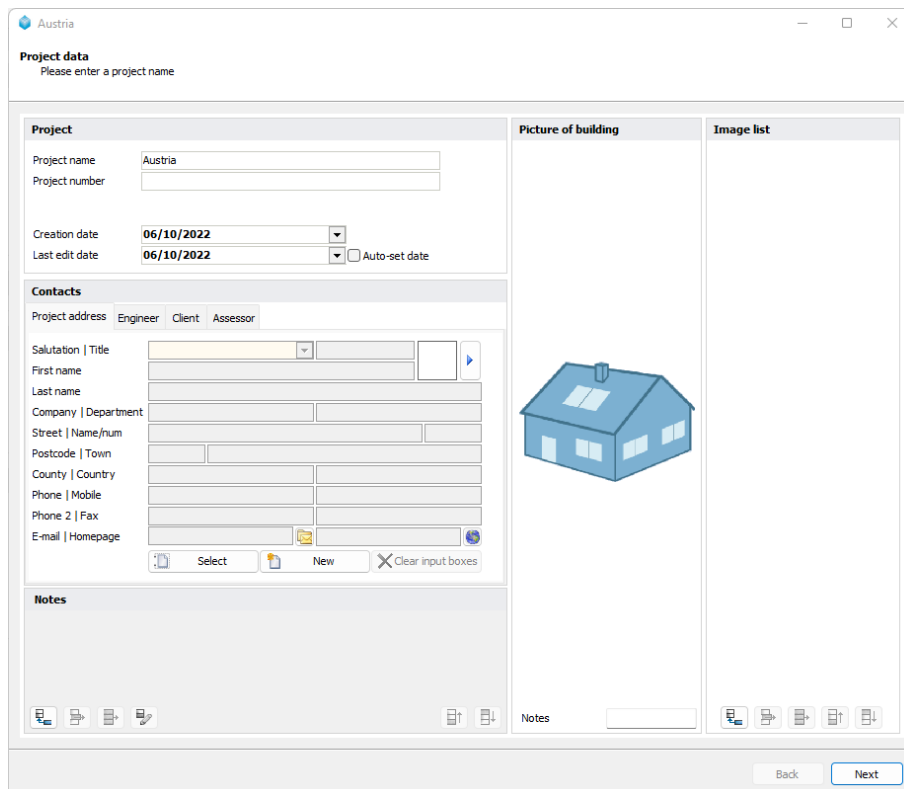 Austria
Project data
Please enter a project name
Project
Project name Austria
Project number
Creation date 06/10/2022
Last edit date 06/10/2022 Auto-set date
Contacts
Project address Engineer Client Assessor
Salutation | Title
First name
Last name
Company | Department
Street | Name/num
Postcode | Town
County | Country
Phone | Mobile
Phone 2 | Fax
E-mail | Homepage
Select New Clear input boxes
Notes
Picture of building
Notes
Image list
Back Next